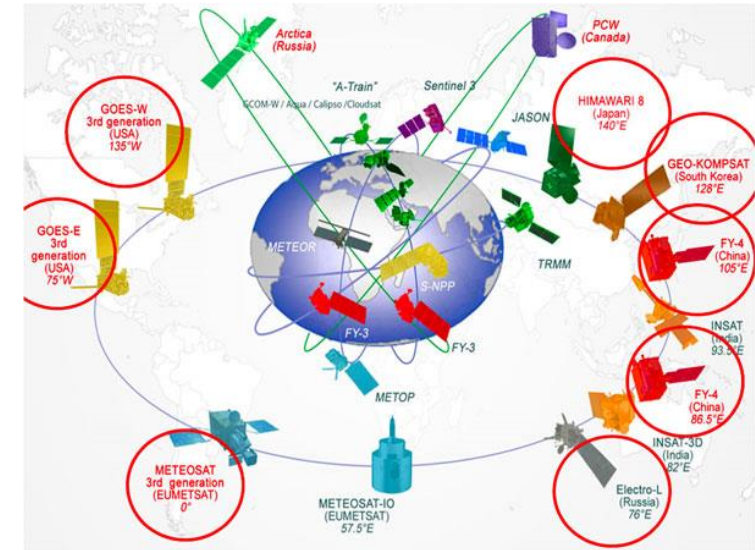 Arctica
(Russia)
PCW
(Canada)
"A-Train"
GCOM-W / Aqua / Calipso /Cloudsat
Sentinel 3
JASON
GOES-W
3rd generation
(USA)
135°W
HIMAWARI 8
(Japan)
140°E
GEO-KOMPSAT
(South Korea)
128°E
GOES-E
3rd
generation
(USA)
75°W
FY-4
(China)
105°E
METEOR
TRMM
S-NPP
INSAT
(India)
93.5°E
FY-3
FY-3
FY-4
(China)
86.5°E
METOP
INSAT-3D
(India)
82°E
METEOSAT
3rd generation
(EUMETSAT)
0°
METEOSAT-IO
(EUMETSAT)
57.5°E
Electro-L
(Russia)
76°E